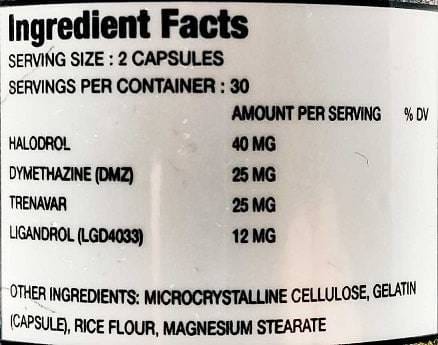 Ingredient Facts
SERVING SIZE : 2 CAPSULES
SERVINGS PER CONTAINER : 30
AMOUNT PER SERVING % DV
HALODROL 40 MG
DYMETHAZINE (DMZ) 25 MG
TRENAVAR 25 MG
LIGANDROL (LGD4033) 12 MG
OTHER INGREDIENTS: MICROCRYSTALLINE CELLULOSE, GELATIN
(CAPSULE), RICE FLOUR, MAGNESIUM STEARATE